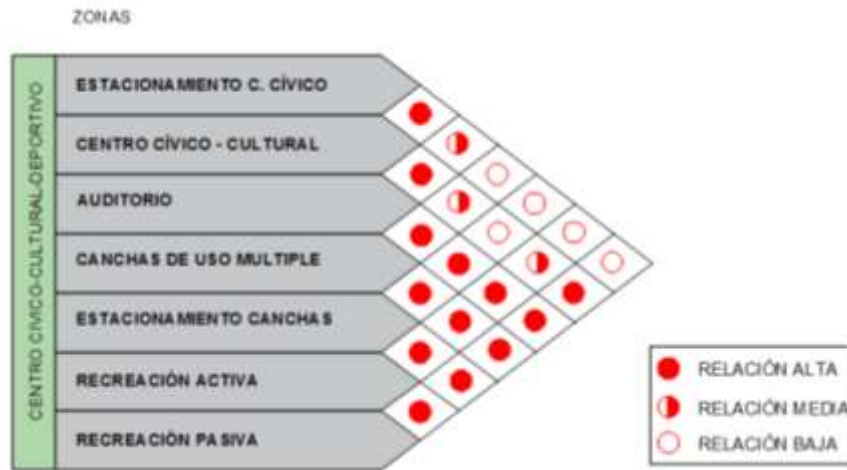 ZONAS
CENTRO CÍVICO-CULTURAL-DEPORTIVO
ESTACIONAMIENTO C. CÍVICO
CENTRO CÍVICO - CULTURAL
AUDITORIO
CANCHAS DE USO MULTIPLE
ESTACIONAMIENTO CANCHAS
RECREACIÓN ACTIVA
RECREACIÓN PASIVA
RELACIÓN ALTA
RELACIÓN MEDIA
RELACIÓN BAJA